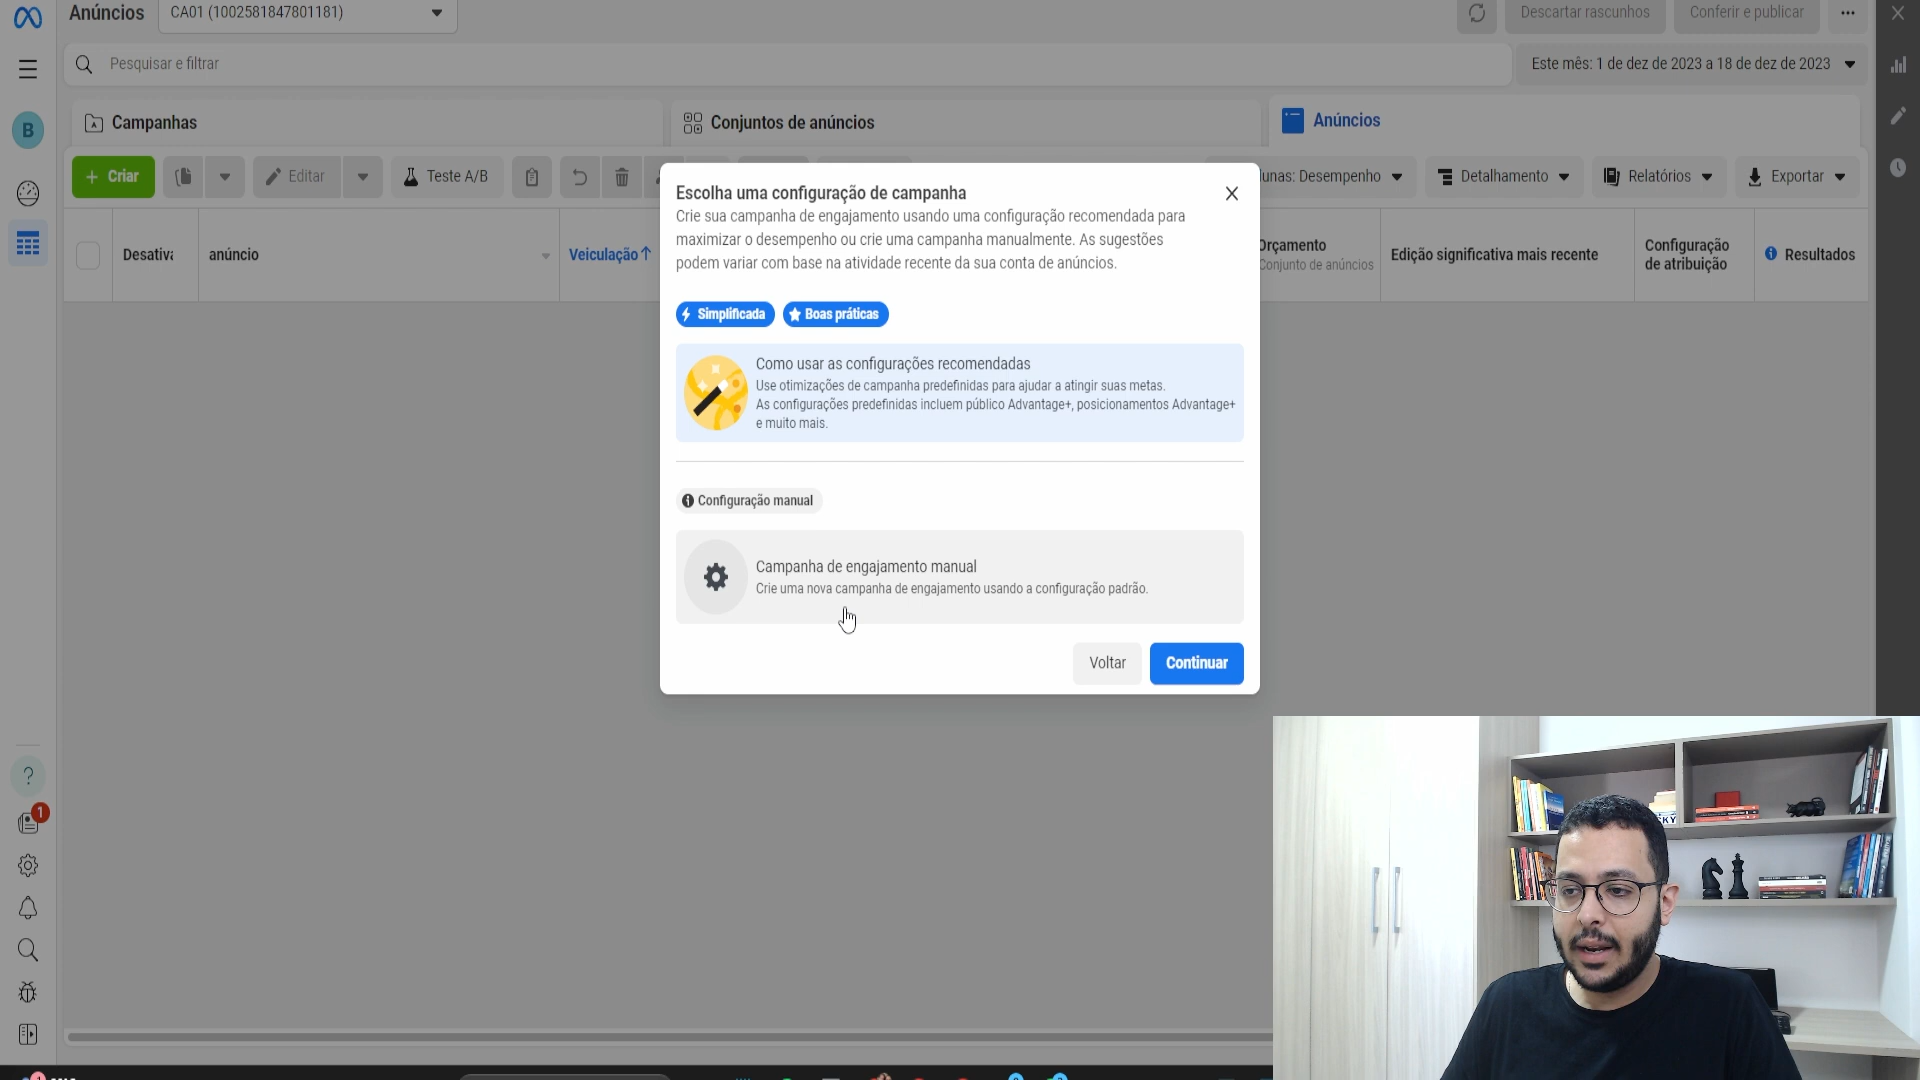 Anúncios
CA01 (1002581847801181)
Descartar rascunhos
Conferir e publicar
Pesquisar e filtrar
Este mês: 1 de dez de 2023 a 18 de dez de 2023
B
Campanhas
Conjuntos de anúncios
Anúncios
+ Criar
Editar
Teste A/B
lunas: Desempenho
Detalhamento
Relatórios
Exportar
Desativa
anúncio
Veiculação↑
Orçamento
Conjunto de anúncios
Edição significativa mais recente
Configuração
de atribuição
Resultados
Escolha uma configuração de campanha
Crie sua campanha de engajamento usando uma configuração recomendada para
maximizar o desempenho ou crie uma campanha manualmente. As sugestões
podem variar com base na atividade recente da sua conta de anúncios.
Simplificada
Boas práticas
Como usar as configurações recomendadas
Use otimizações de campanha predefinidas para ajudar a atingir suas metas.
As configurações predefinidas incluem público Advantage+, posicionamentos Advantage+
e muito mais.
Configuração manual
Campanha de engajamento manual
Crie uma nova campanha de engajamento usando a configuração padrão.
Voltar
Continuar
?
1